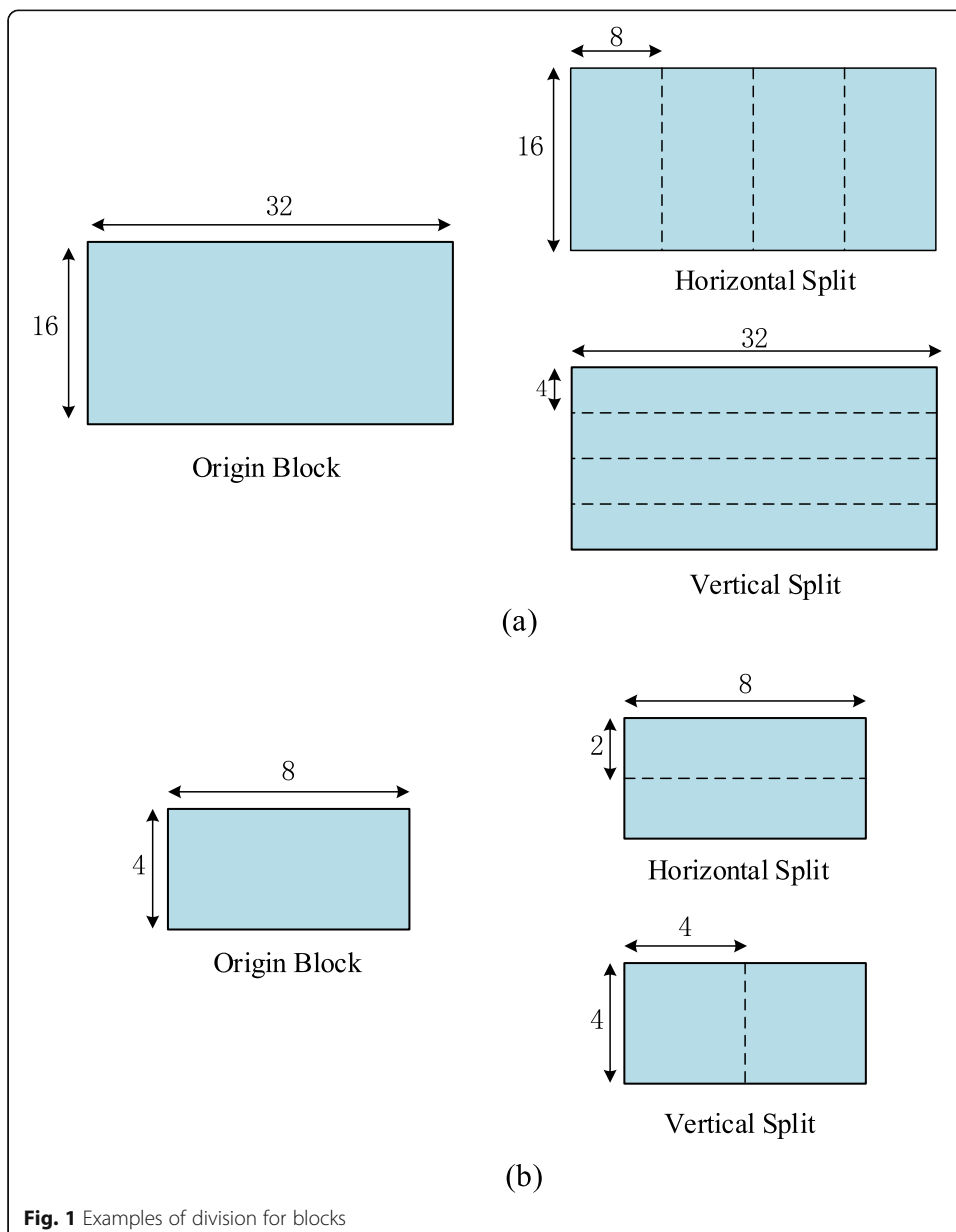 8
16
Horizontal Split
32
16
Origin Block
32
4
Vertical Split
(a)
8
2
Horizontal Split
8
4
Origin Block
4
4
Vertical Split
(b)
Fig. 1 Examples of division for blocks